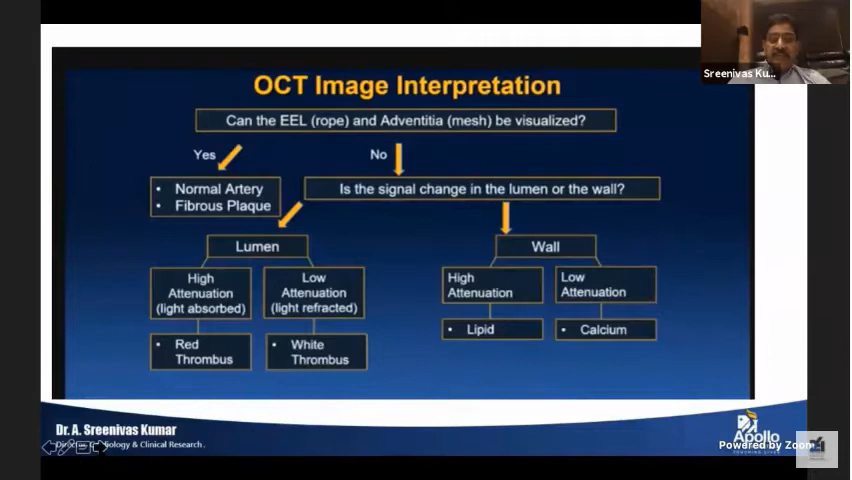 Sreenivas Ku...
OCT Image Interpretation
Can the EEL (rope) and Adventitia (mesh) be visualized?
Yes
No
• Normal Artery
• Fibrous Plaque
Is the signal change in the lumen or the wall?
Lumen
Wall
High
Attenuation
(light absorbed)
Low
Attenuation
(light refracted)
High
Attenuation
Low
Attenuation
• Red
Thrombus
• White
Thrombus
• Lipid
• Calcium
Dr. A. Sreenivas Kumar
Cardiology & Clinical Research.
Apollo
Powered by Zoom